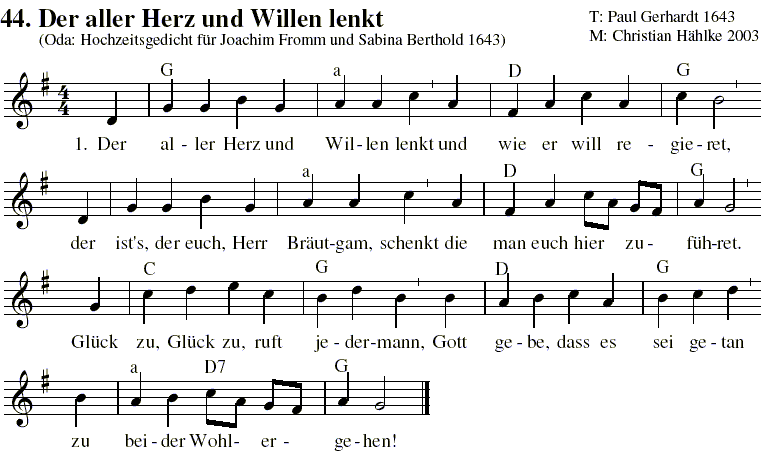 44. Der aller Herz und Willen lenkt
T: Paul Gerhardt 1643
(Oda: Hochzeitsgedicht für Joachim Fromm und Sabina Berthold 1643)
M: Christian Hählke 2003
G a D G
1. Der al - ler Herz und Wil - len lenkt und wie er will re - gie - ret,
a D G
der ist's, der euch, Herr Bräut - gam, schenkt die man euch hier zu - füh - ret.
C G D G
Glück zu, Glück zu, ruft je - der - mann, Gott ge - be, dass es sei ge - tan
a D7 G
zu bei - der Wohl - er - ge - hen!